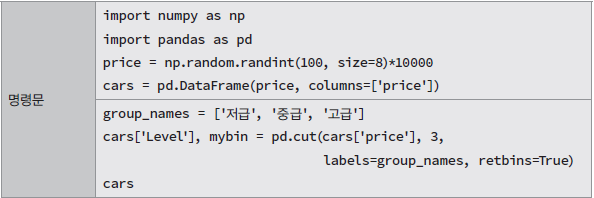 명령문
import numpy as np
import pandas as pd
price = np.random.randint(100, size=8)*10000
cars = pd.DataFrame(price, columns=['price'])
group_names = ['저급', '중급', '고급']
cars['Level'], mybin = pd.cut(cars['price'], 3,
labels=group_names, retbins=True)
cars